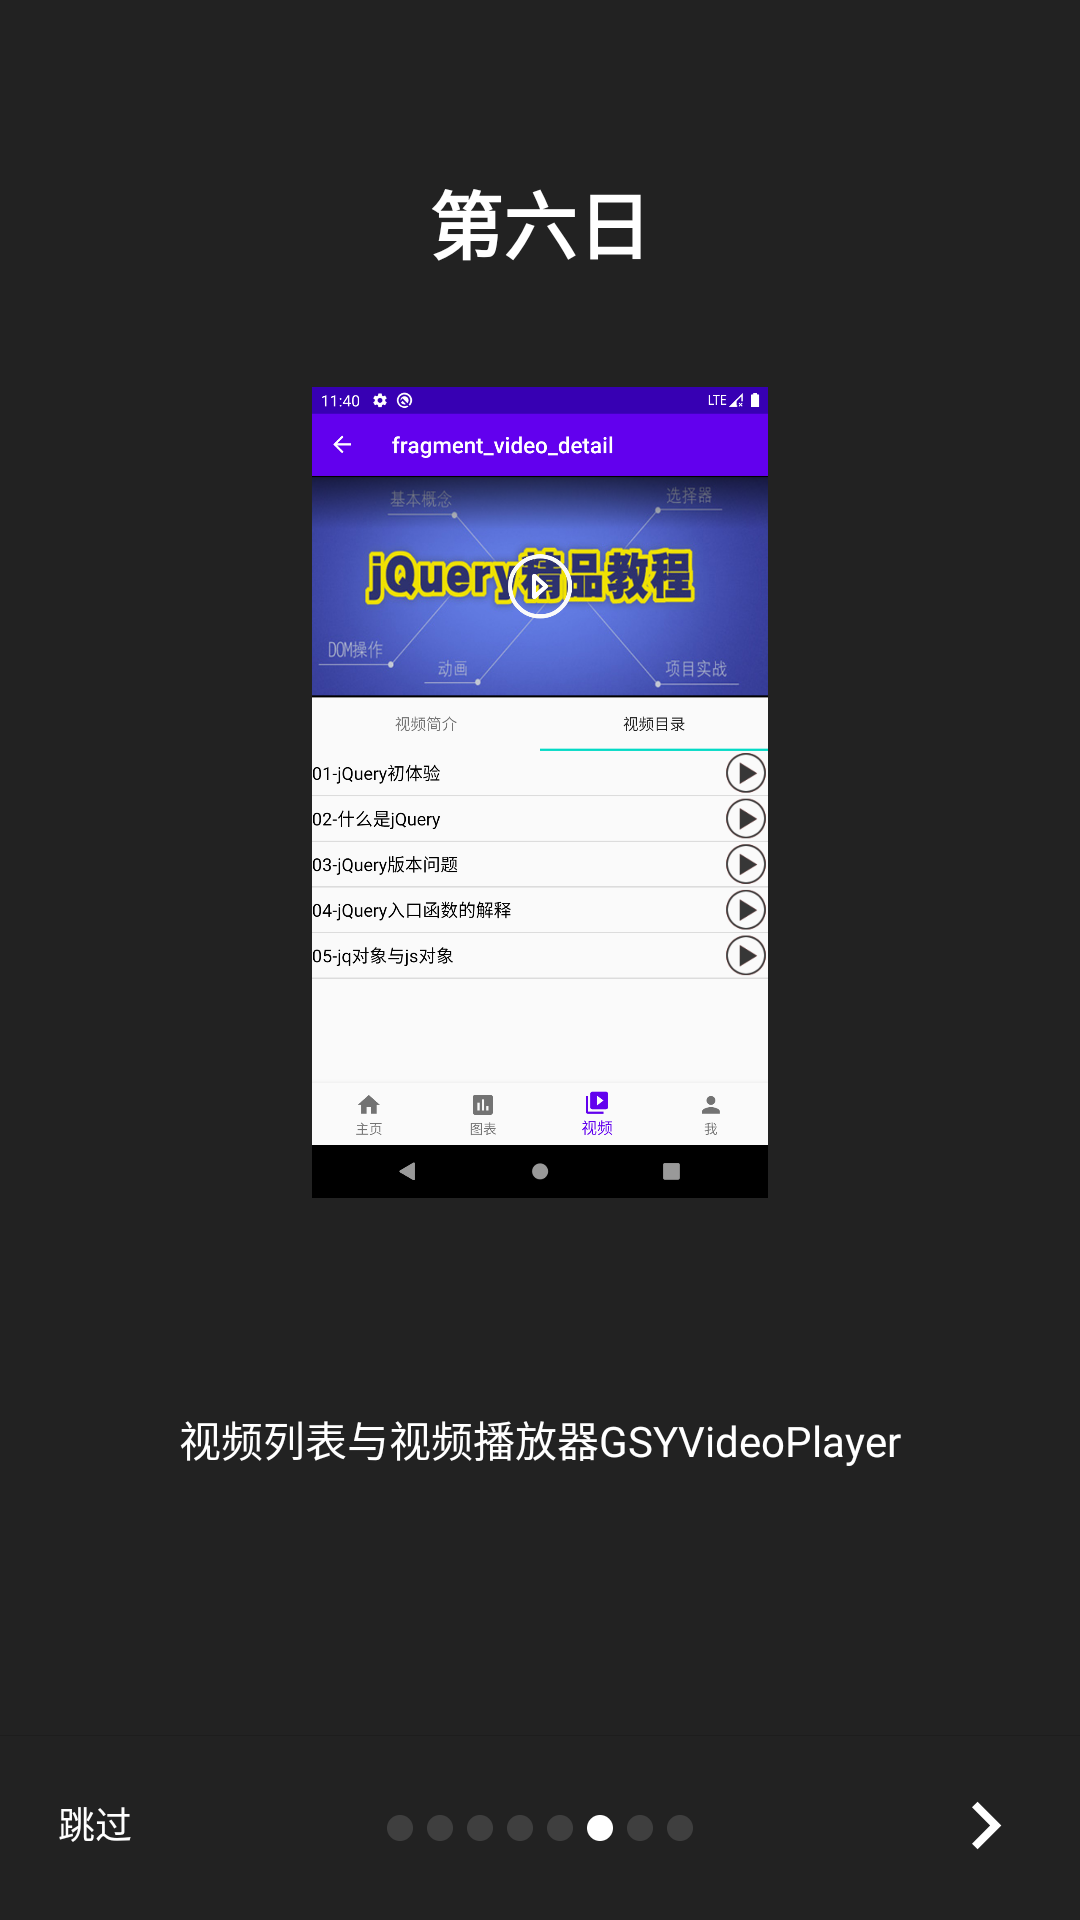 第六日
11:40
LTE
fragment_video_detail
基本概念
选择器
jQuery精品教程
DOM操作
动画
项目实战
视频简介
视频目录
01-jQuery初体验
02-什么是jQuery
03-jQuery版本问题
04-jQuery入口函数的解释
05-jq对象与js对象
主页
图表
视频
我
视频列表与视频播放器GSYVideoPlayer
跳过